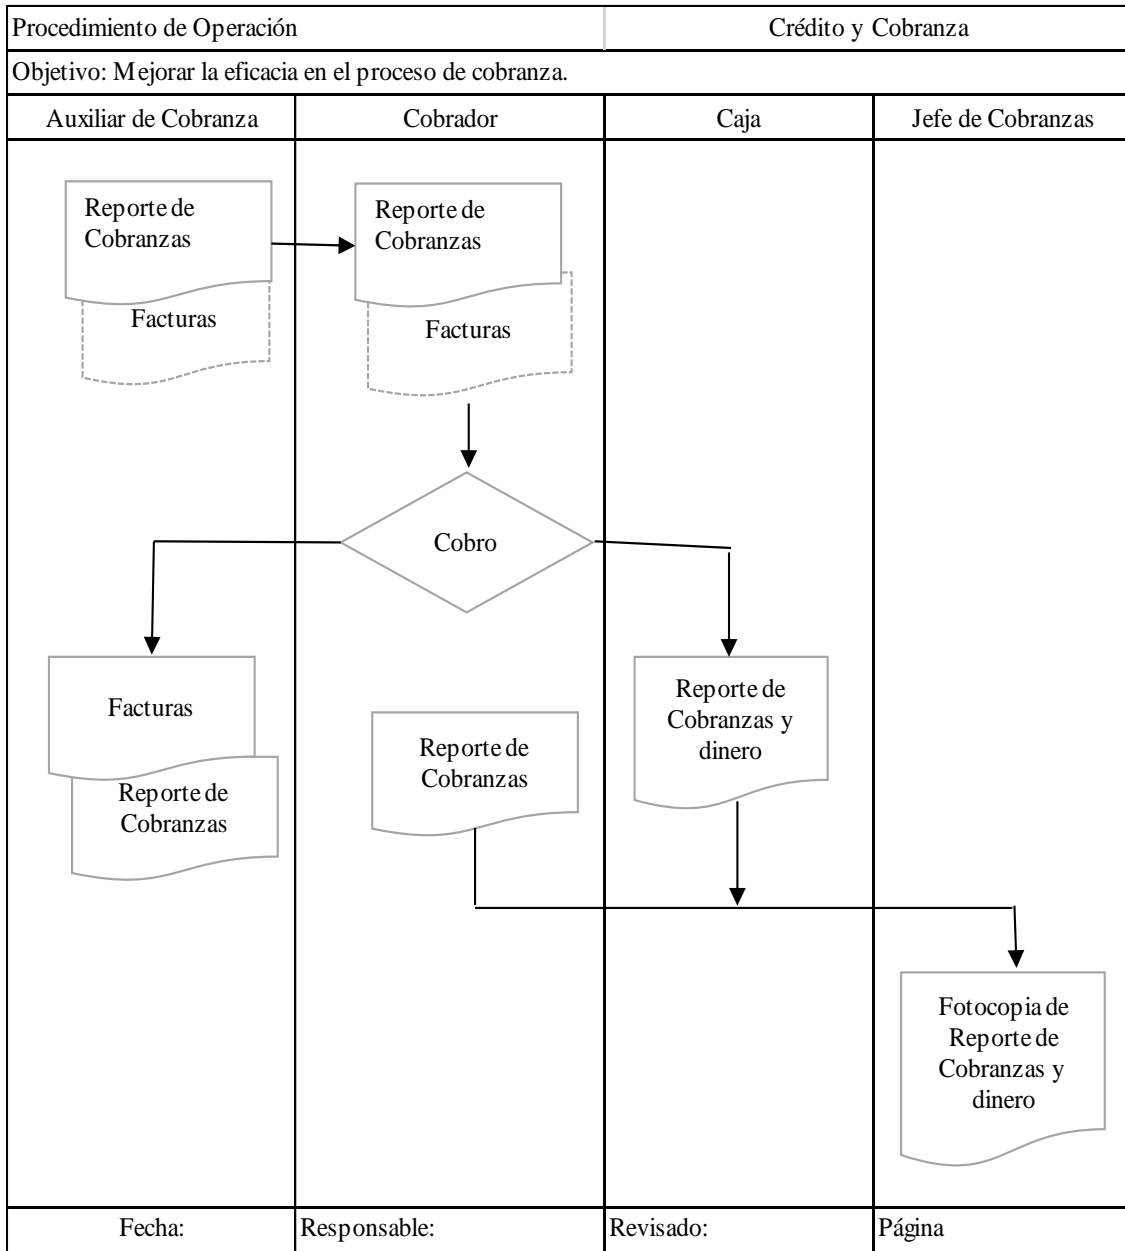 Procedimiento de Operación
Crédito y Cobranza
Objetivo: Mejorar la eficacia en el proceso de cobranza.
Auxiliar de Cobranza
Cobrador
Caja
Jefe de Cobranzas
Reporte de
Cobranzas
Facturas
Reporte de
Cobranzas
Facturas
Cobro
Facturas
Reporte de
Cobranzas
Reporte de
Cobranzas
Reporte de
Cobranzas y
dinero
Fotocopia de
Reporte de
Cobranzas y
dinero
Fecha:
Responsable:
Revisado:
Página